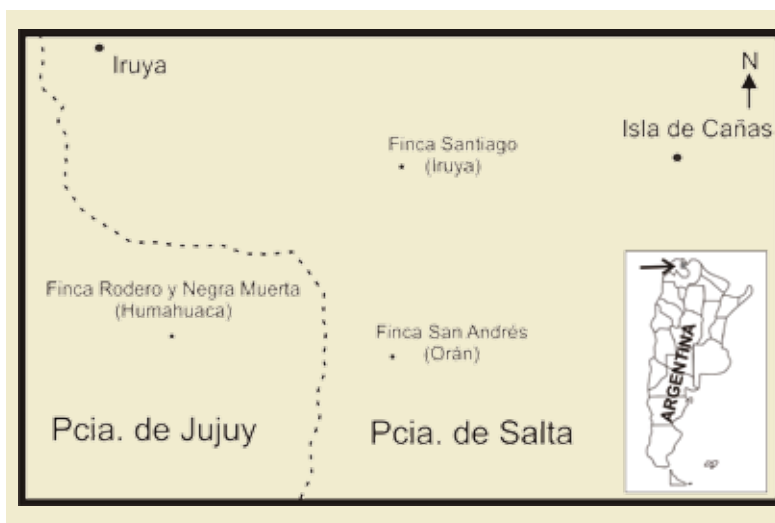 Iruya
N
Isla de Cañas
Finca Santiago
(Iruya)
Finca Rodero y Negra Muerta
(Humahuaca)
Finca San Andrés
(Orán)
Pcia. de Jujuy
Pcia. de Salta
ARGENTINA